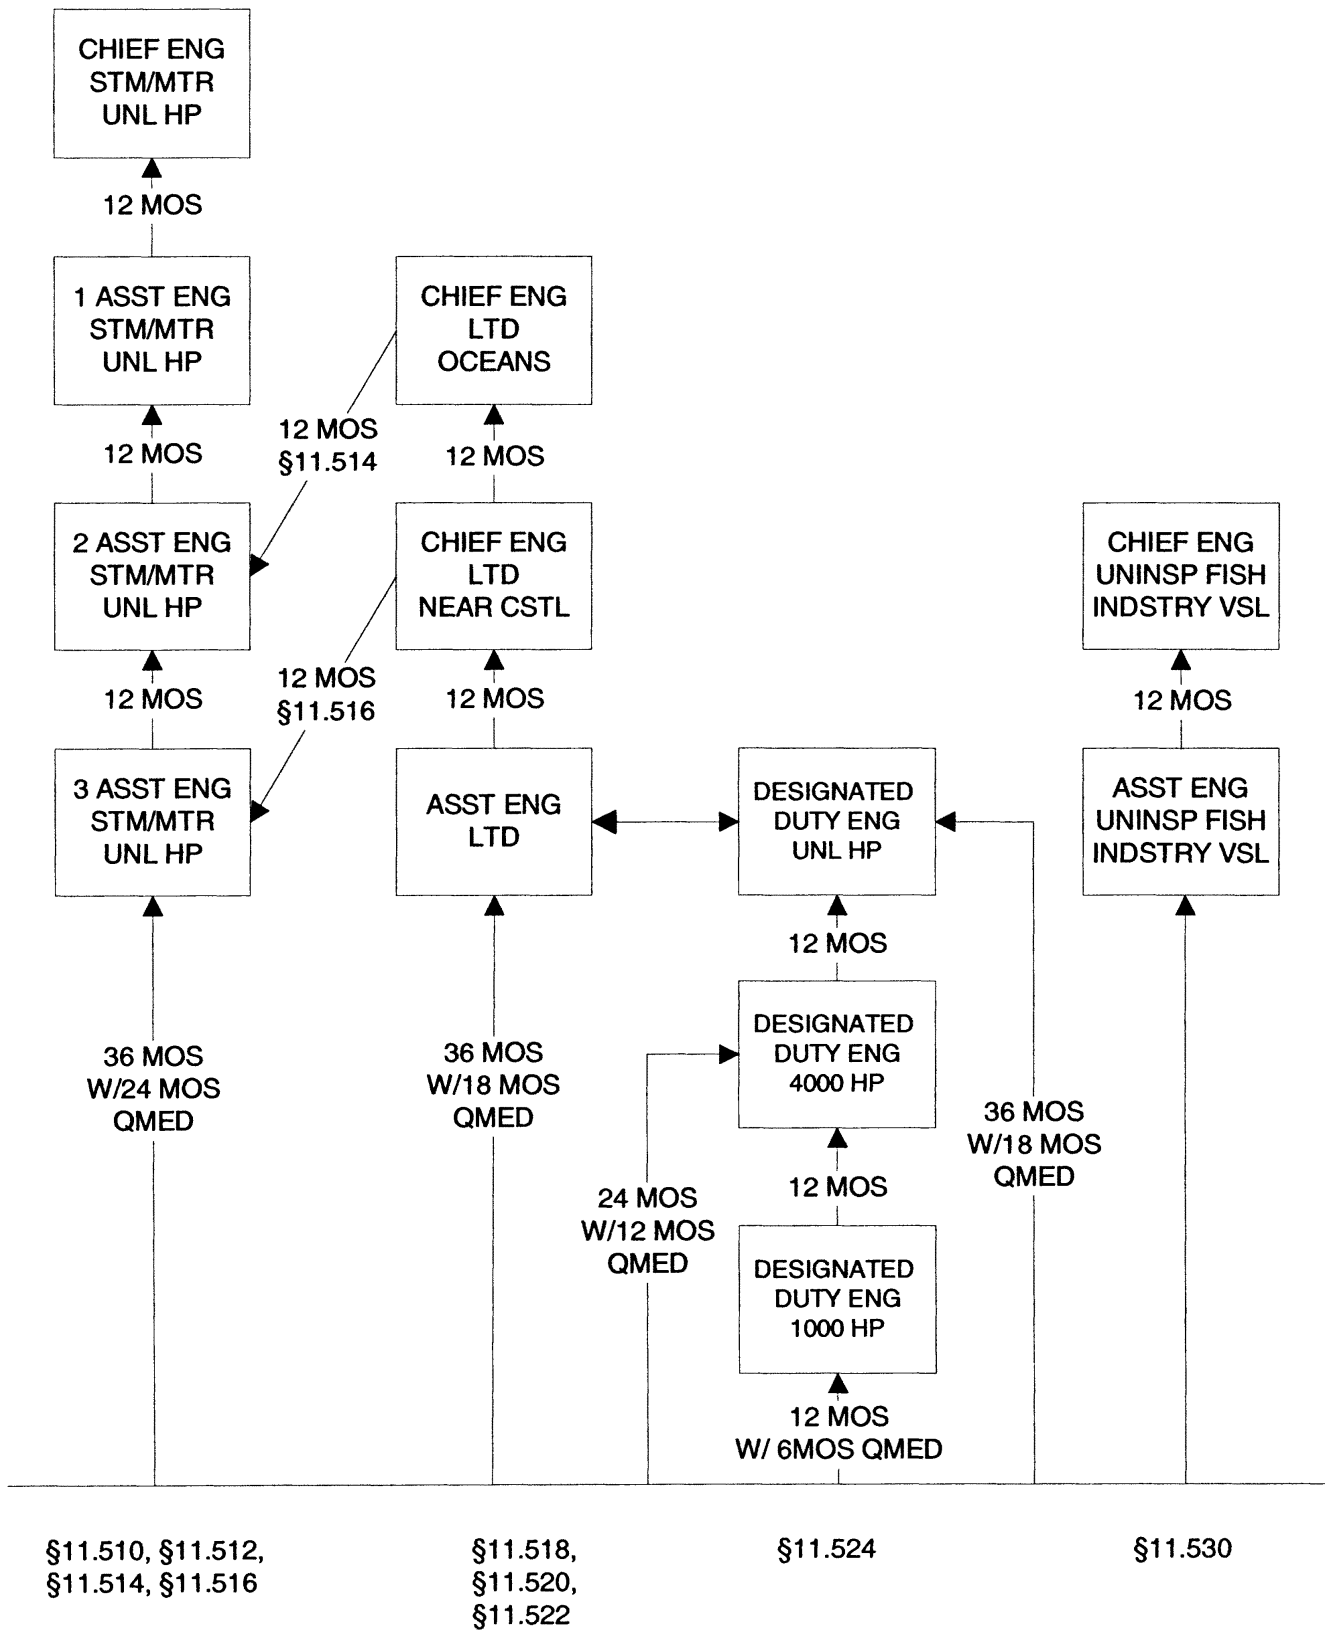 CHIEF ENG
STM/MTR
UNL HP
12 MOS
1 ASST ENG
STM/MTR
UNL HP
12 MOS
2 ASST ENG
STM/MTR
UNL HP
12 MOS
3 ASST ENG
STM/MTR
UNL HP
36 MOS
W/24 MOS
QMED
§11.510, §11.512,
§11.514, §11.516
12 MOS
§11.514
12 MOS
§11.516
CHIEF ENG
LTD
OCEANS
12 MOS
CHIEF ENG
LTD
NEAR CSTL
12 MOS
ASST ENG
LTD
36 MOS
W/18 MOS
QMED
§11.518,
§11.520,
§11.522
DESIGNATED
DUTY ENG
UNL HP
12 MOS
DESIGNATED
DUTY ENG
4000 HP
12 MOS
24 MOS
W/12 MOS
QMED
DESIGNATED
DUTY ENG
1000 HP
12 MOS
W/ 6MOS QMED
36 MOS
W/18 MOS
QMED
§11.524
CHIEF ENG
UNINSP FISH
INDSTRY VSL
12 MOS
ASST ENG
UNINSP FISH
INDSTRY VSL
§11.530